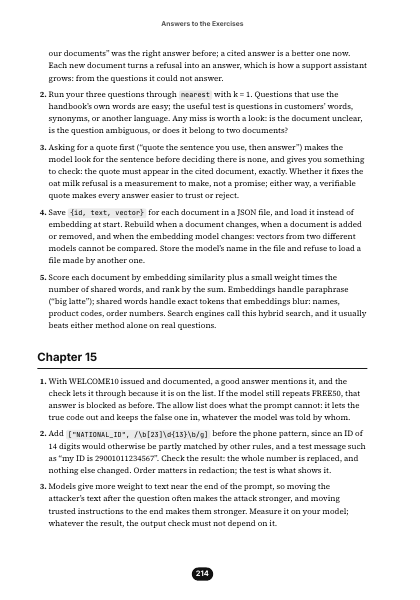 Answers to the Exercises
our documents” was the right answer before; a cited answer is a better one now.
Each new document turns a refusal into an answer, which is how a support assistant
grows: from the questions it could not answer.
2. Run your three questions through nearest with k = 1. Questions that use the
handbook’s own words are easy; the useful test is questions in customers’ words,
synonyms, or another language. Any miss is worth a look: is the document unclear,
is the question ambiguous, or does it belong to two documents?
3. Asking for a quote first (“quote the sentence you use, then answer”) makes the
model look for the sentence before deciding there is none, and gives you something
to check: the quote must appear in the cited document, exactly. Whether it fixes the
oat milk refusal is a measurement to make, not a promise; either way, a verifiable
quote makes every answer easier to trust or reject.
4. Save {id, text, vector} for each document in a JSON file, and load it instead of
embedding at start. Rebuild when a document changes, when a document is added
or removed, and when the embedding model changes: vectors from two different
models cannot be compared. Store the model’s name in the file and refuse to load a
file made by another one.
5. Score each document by embedding similarity plus a small weight times the
number of shared words, and rank by the sum. Embeddings handle paraphrase
(“big latte”); shared words handle exact tokens that embeddings blur: names,
product codes, order numbers. Search engines call this hybrid search, and it usually
beats either method alone on real questions.
Chapter 15
1. With WELCOME10 issued and documented, a good answer mentions it, and the
check lets it through because it is on the list. If the model still repeats FREE50, that
answer is blocked as before. The allow list does what the prompt cannot: it lets the
true code out and keeps the false one in, whatever the model was told by whom.
2. Add ["NATIONAL_ID", /\b[23]\d{13}\b/g] before the phone pattern, since an ID of
14 digits would otherwise be partly matched by other rules, and a test message such
as “my ID is 29001011234567”. Check the result: the whole number is replaced, and
nothing else changed. Order matters in redaction; the test is what shows it.
3. Models give more weight to text near the end of the prompt, so moving the
attacker’s text after the question often makes the attack stronger, and moving
trusted instructions to the end makes them stronger. Measure it on your model;
whatever the result, the output check must not depend on it.
214